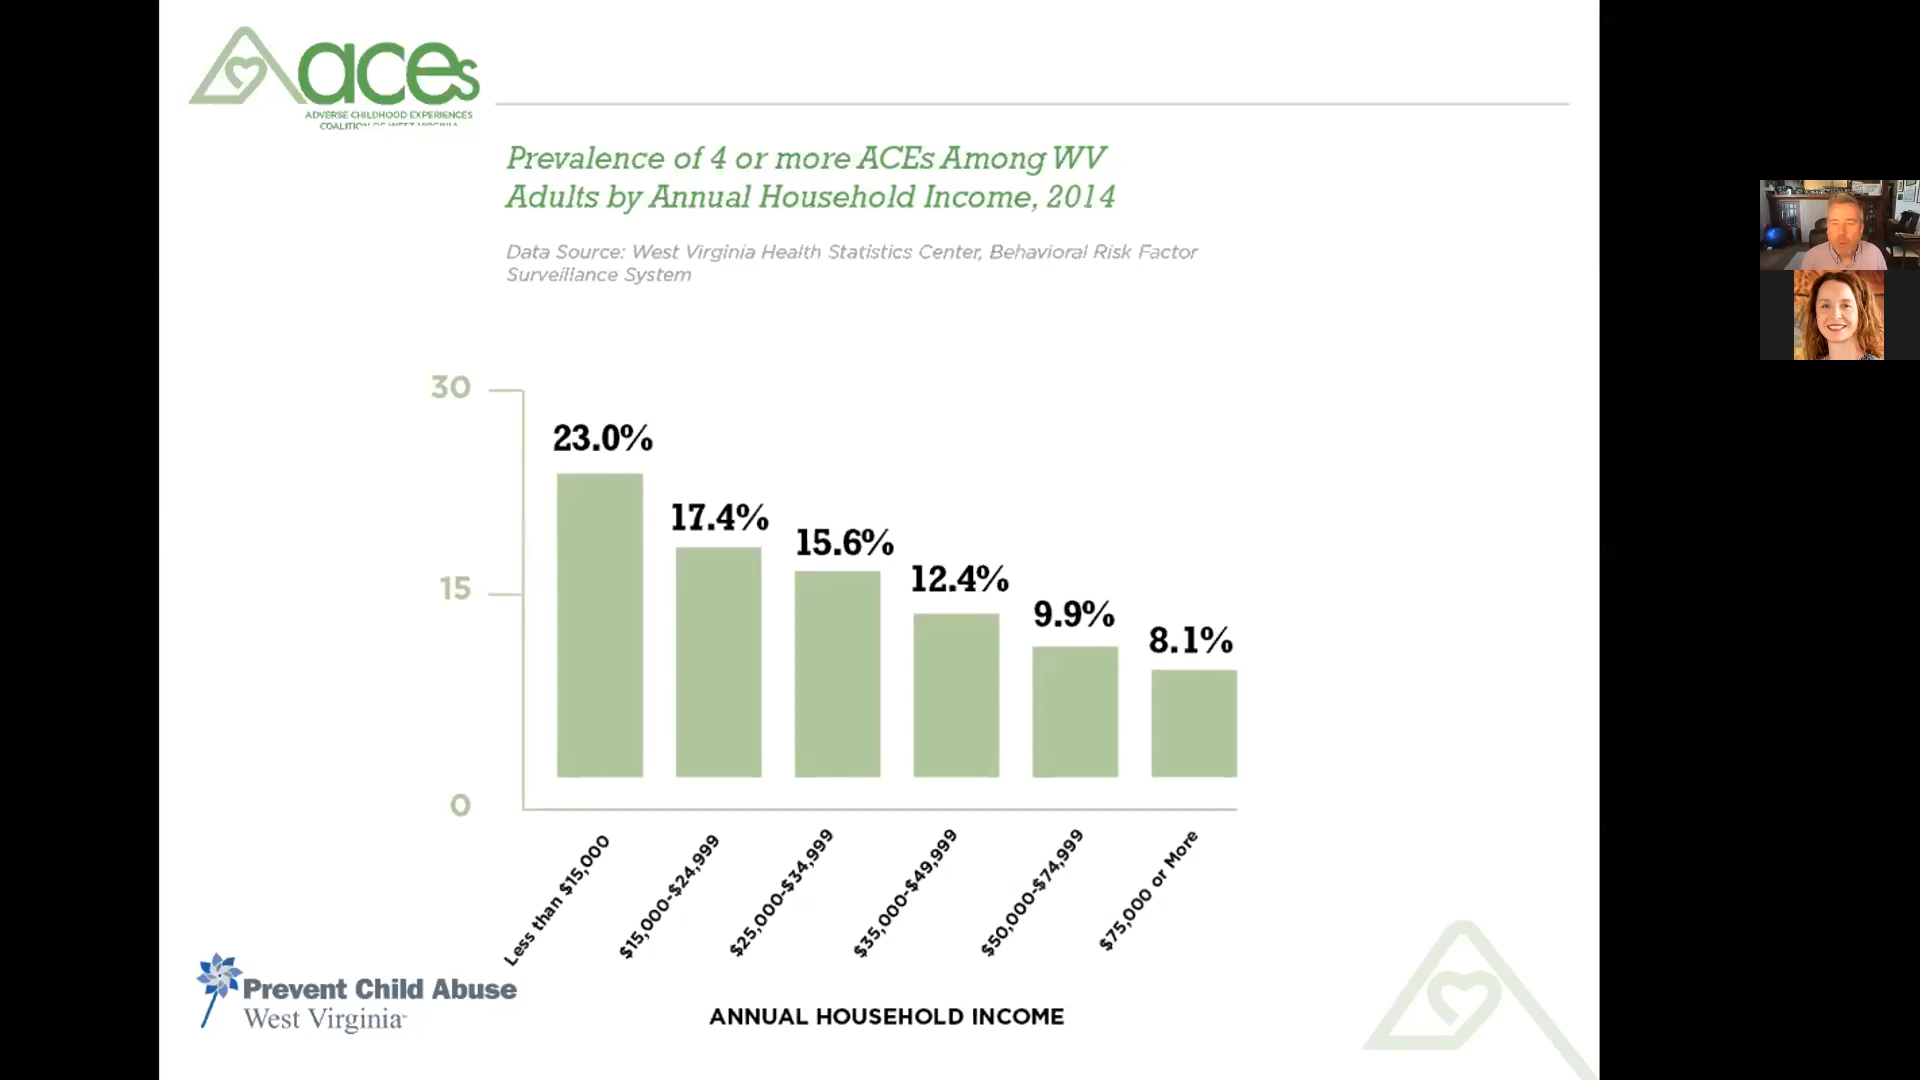 aces
ADVERSE CHILDHOOD EXPERIENCES
COALITION OF WEST VIRGINIA
Prevalence of 4 or more ACEs Among WV
Adults by Annual Household Income, 2014
Data Source: West Virginia Health Statistics Center, Behavioral Risk Factor
Surveillance System
30
15
0
23.0%
17.4%
15.6%
12.4%
9.9%
8.1%
Less than $15,000
$15,000-$24,999
$25,000-$34,999
$35,000-$49,999
$50,000-$74,999
$75,000 or More
ANNUAL HOUSEHOLD INCOME
Prevent Child Abuse
West Virginia